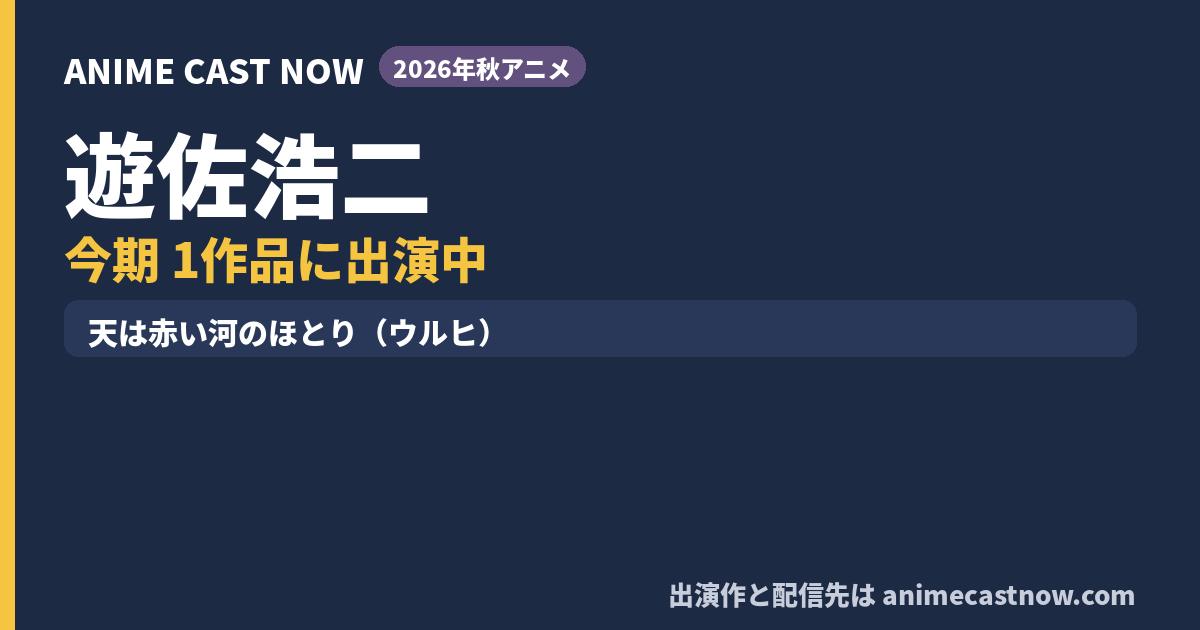 ANIME CAST NOW 2026年秋アニメ
遊佐浩二
今期 1作品に出演中
天は赤い河のほとり（ウルヒ）
出演作と配信先は animecastnow.com